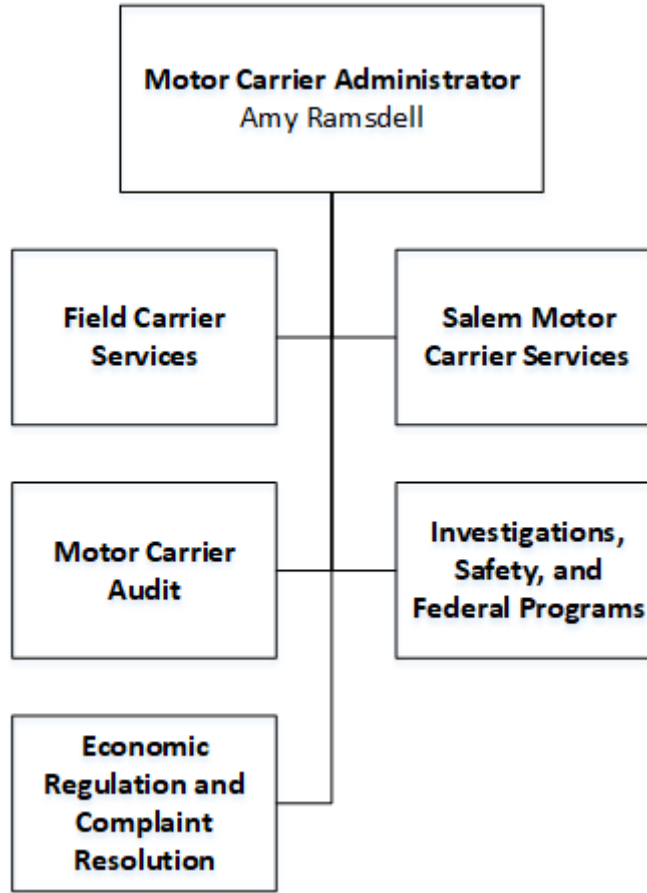 Motor Carrier Administrator
Amy Ramsdell
Field Carrier
Services
Salem Motor
Carrier Services
Motor Carrier
Audit
Investigations,
Safety, and
Federal Programs
Economic
Regulation and
Complaint
Resolution